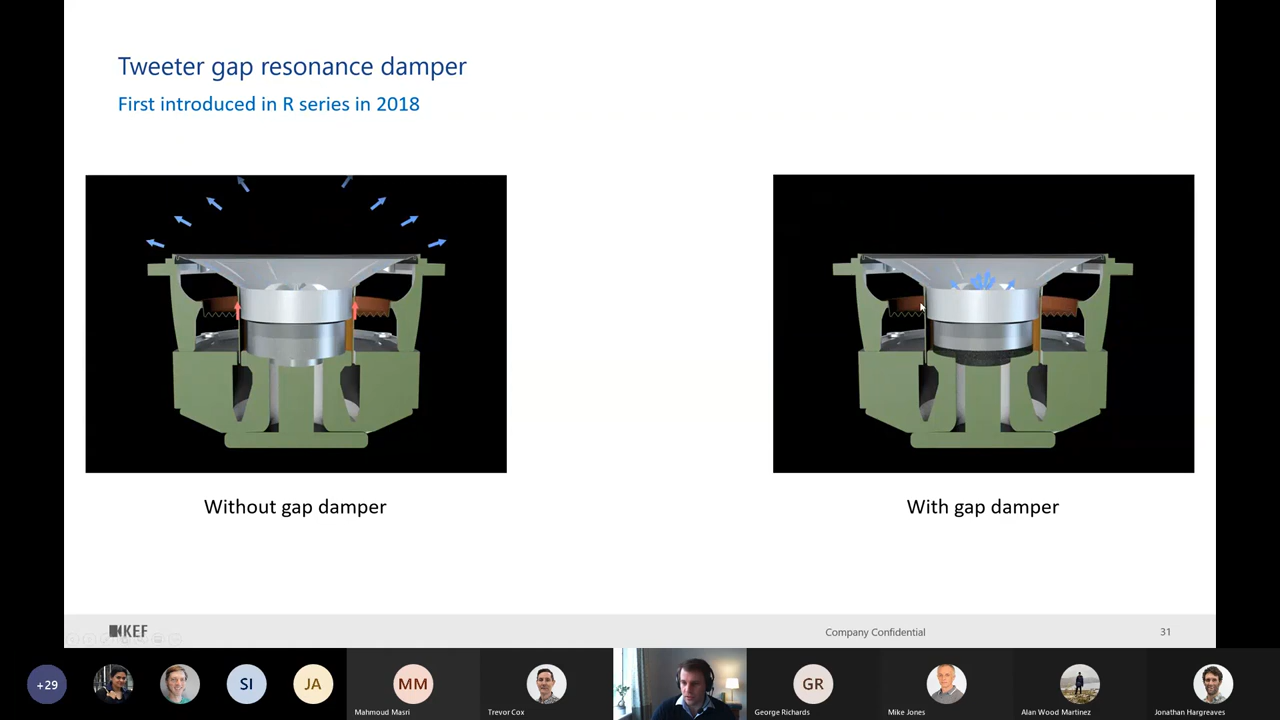 Tweeter gap resonance damper
First introduced in R series in 2018
Without gap damper
With gap damper
KEF
Company Confidential
31
+29
SI
JA
MM
GR
Mahmoud Masri
Trevor Cox
George Richards
Mike Jones
Alan Wood Martinez
Jonathan Hargreaves